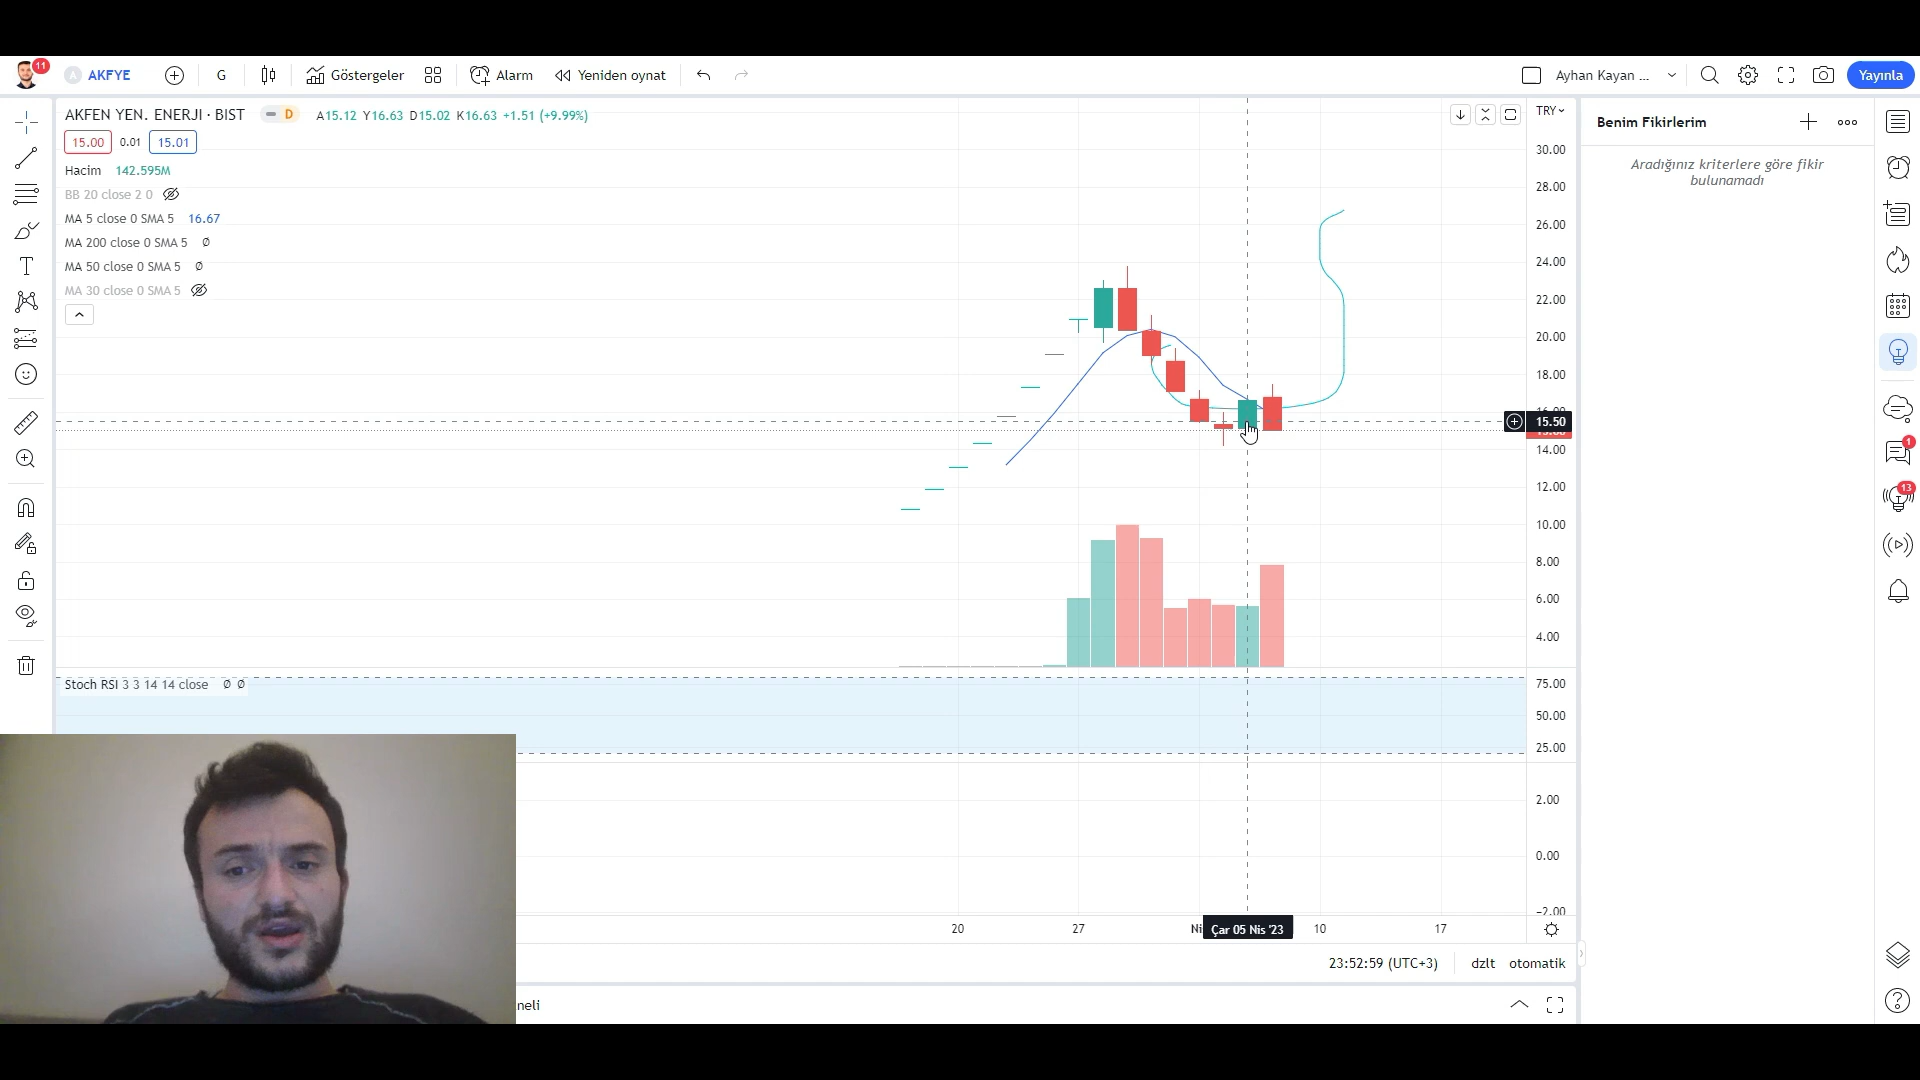 11
A AKFYE G Göstergeler Alarm Yeniden oynat Ayhan Kayan ... Yayınla
AKFEN YEN. ENERJI · BIST D A15.12 Y16.63 D15.02 K16.63 +1.51 (+9.99%)
TRY
Benim Fikirlerim
15.00 0.01 15.01
Aradığınız kriterlere göre fikir
bulunamadı
Hacim 142.595M
BB 20 close 2 0
MA 5 close 0 SMA 5 16.67
MA 200 close 0 SMA 5 Ø
MA 50 close 0 SMA 5 Ø
MA 30 close 0 SMA 5
30.00
28.00
26.00
24.00
22.00
20.00
18.00
16.00
15.50
14.00
12.00
10.00
8.00
6.00
4.00
1
13
Stoch RSI 3 3 14 14 close Ø Ø
75.00
50.00
25.00
2.00
0.00
-2.00
20 27 Ni Çar 05 Nis '23 10 17
23:52:59 (UTC+3) dzlt otomatik
neli